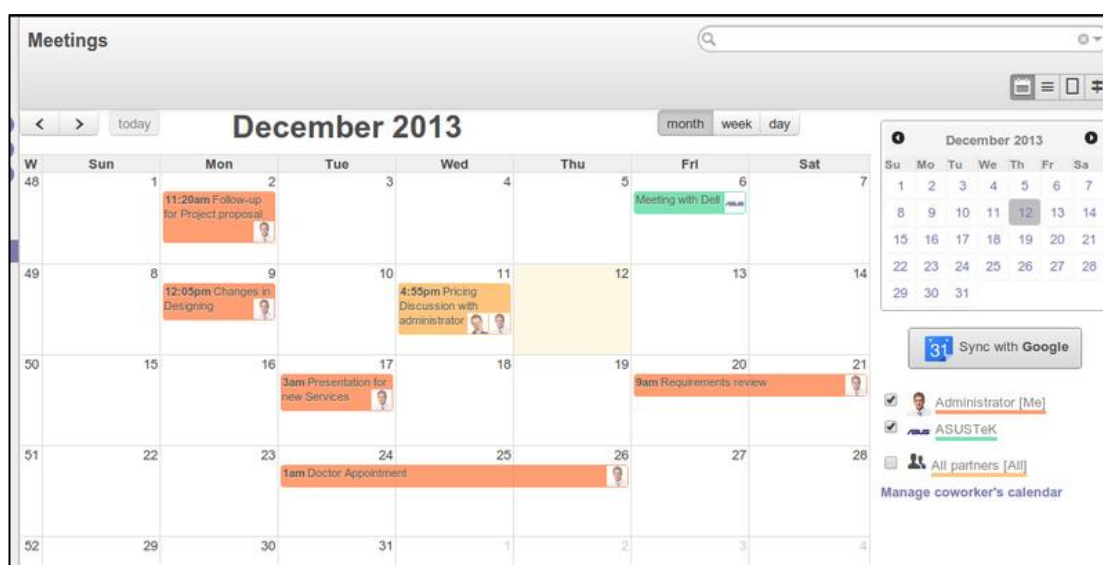 Meetings
today
December 2013
month week day
W Sun Mon Tue Wed Thu Fri Sat
48 1 2 3 4 5 6 7
11:20am Follow-up
for Project proposal
Meeting with Dell
ASUS
49 8 9 10 11 12 13 14
12:05pm Changes in
Designing
4:55pm Pricing
Discussion with
administrator
50 15 16 17 18 19 20 21
3am Presentation for
new Services
9am Requirements review
51 22 23 24 25 26 27 28
1am Doctor Appointment
52 29 30 31 1 2 3 4
December 2013
Su Mo Tu We Th Fr Sa
1 2 3 4 5 6 7
8 9 10 11 12 13 14
15 16 17 18 19 20 21
22 23 24 25 26 27 28
29 30 31
31 Sync with Google
Administrator [Me]
ASUS ASUSTeK
All partners [All]
Manage coworker's calendar